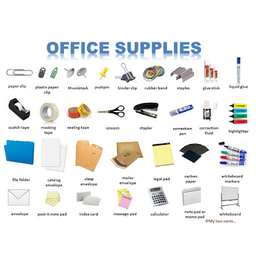 OFFICE SUPPLIES
paper clip plastic paper clip thumbtack pushpin binder clip rubber band staples glue stick liquid glue
scotch tape masking tape sealing tape scissors stapler correction pen correction fluid highlighter
file folder catalog envelope clasp envelope mailer envelope legal pad carbon paper whiteboard markers
envelope post-it note pad index card message pad calculator note pad or memo pad whiteboard
©My two cents...